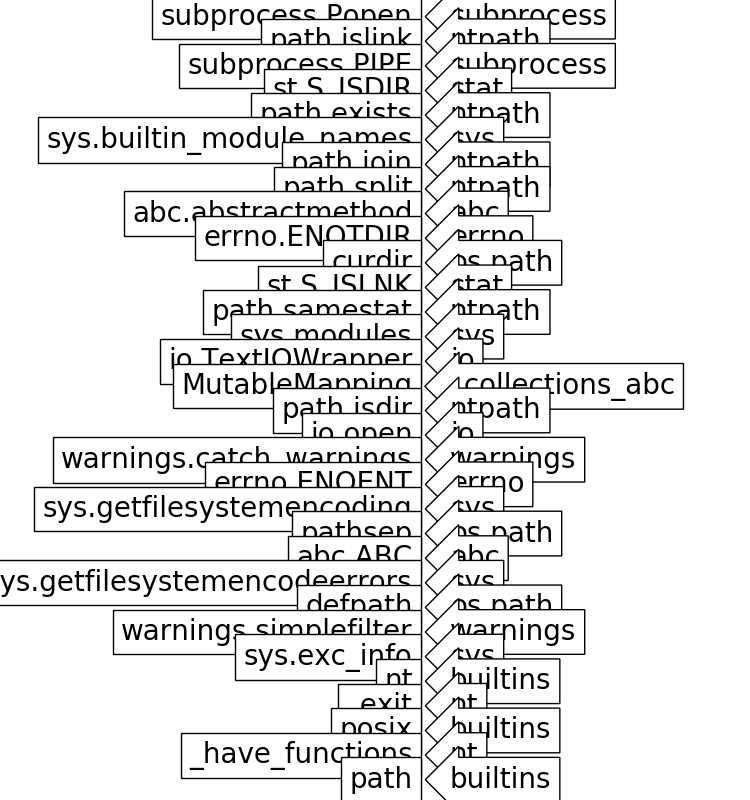 subprocess.Popen subprocess
path.islink ntpath
subprocess.PIPE subprocess
st.S_ISDIR stat
path.exists ntpath
sys.builtin_module_names sys
path.join ntpath
path.split ntpath
abc.abstractmethod abc
errno.ENOTDIR errno
curdir os.path
st.S_ISLNK stat
path.samestat ntpath
sys.modules sys
io.TextIOWrapper io
MutableMapping collections_abc
path.isdir ntpath
io.open io
warnings.catch_warnings warnings
errno.ENOENT errno
sys.getfilesystemencoding sys
pathsep os.path
abc.ABC abc
ys.getfilesystemencodeerrors sys
defpath os.path
warnings.simplefilter warnings
sys.exc_info sys
nt builtins
_exit nt
posix builtins
_have_functions nt
path builtins